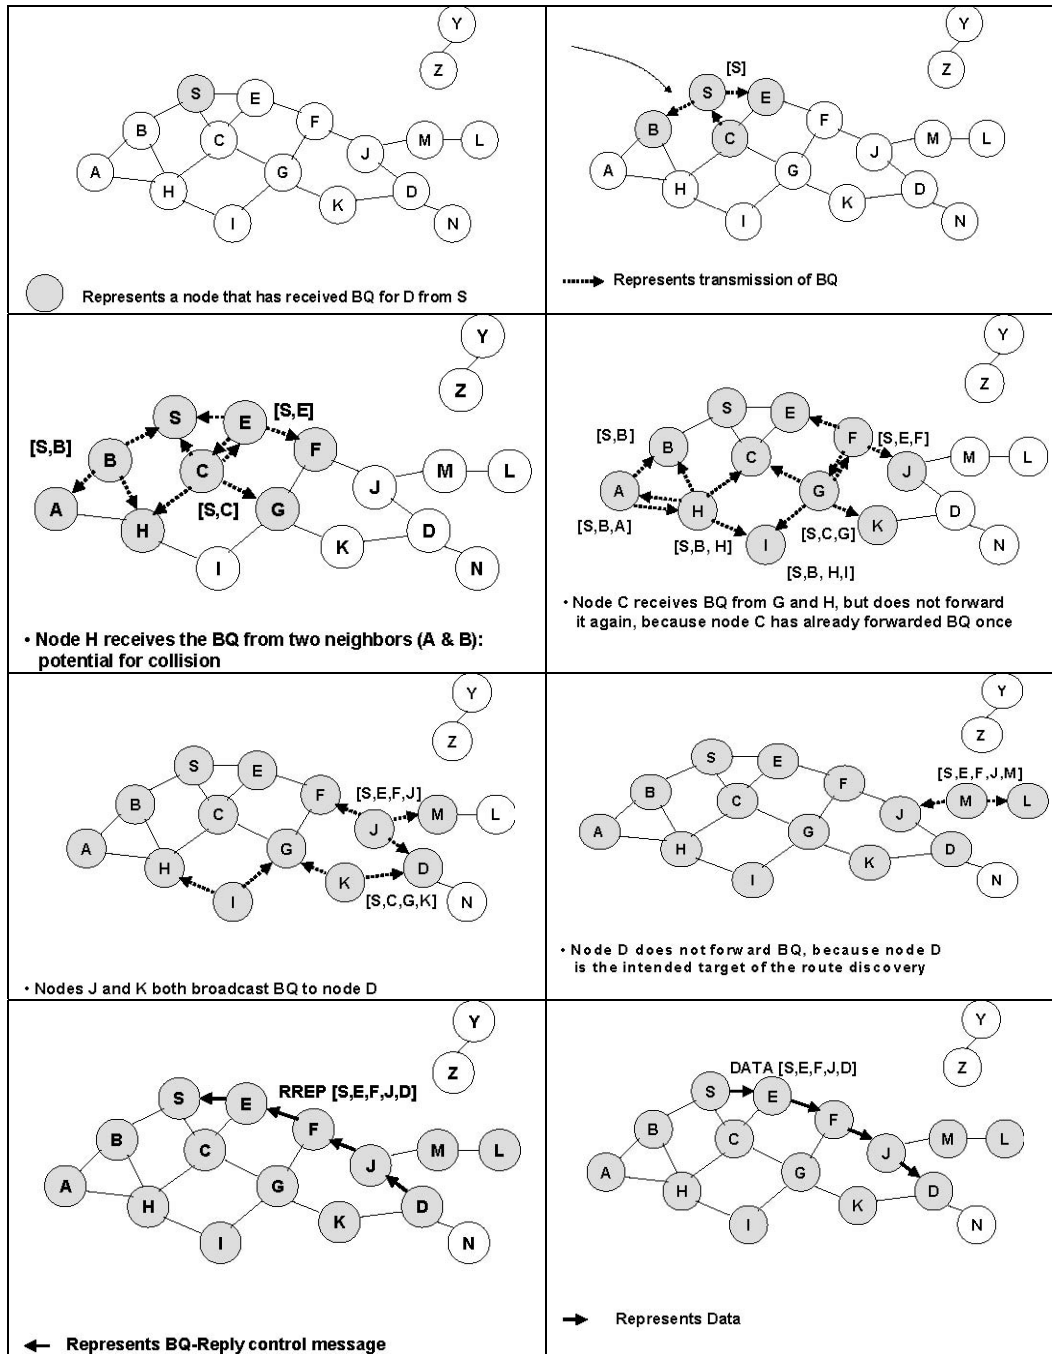 Y
Z
S
E
B
C
F
A
H
G
J
M
L
I
K
D
N
Represents a node that has received BQ for D from S
Y
Z
[S]
S
E
B
C
F
A
H
G
J
M
L
I
K
D
N
Represents transmission of BQ
Y
Z
[S,B]
S
E
[S,E]
B
C
F
A
H
[S,C]
G
J
M
L
I
K
D
N
• Node H receives the BQ from two neighbors (A & B):
potential for collision
Y
Z
[S,B]
S
E
B
C
F
[S,E,F]
A
H
G
J
M
L
[S,B,A]
[S,B, H]
I
[S,C,G]
K
D
N
[S,B, H,I]
• Node C receives BQ from G and H, but does not forward
it again, because node C has already forwarded BQ once
Y
Z
S
E
B
C
F
[S,E,F,J]
A
H
G
J
M
L
I
K
D
N
[S,C,G,K]
• Nodes J and K both broadcast BQ to node D
Y
Z
S
E
[S,E,F,J,M]
B
C
F
J
M
L
A
H
G
I
K
D
N
• Node D does not forward BQ, because node D
is the intended target of the route discovery
Y
Z
S
E
RREP [S,E,F,J,D]
B
C
F
A
H
G
J
M
L
I
K
D
N
Represents BQ-Reply control message
Y
Z
DATA [S,E,F,J,D]
S
E
B
C
F
A
H
G
J
M
L
I
K
D
N
Represents Data